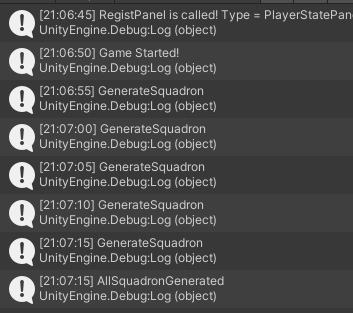 [21:06:45] RegistPanel is called! Type = PlayerStatePan
UnityEngine.Debug:Log (object)
[21:06:50] Game Started!
UnityEngine.Debug:Log (object)
[21:06:55] GenerateSquadron
UnityEngine.Debug:Log (object)
[21:07:00] GenerateSquadron
UnityEngine.Debug:Log (object)
[21:07:05] GenerateSquadron
UnityEngine.Debug:Log (object)
[21:07:10] GenerateSquadron
UnityEngine.Debug:Log (object)
[21:07:15] GenerateSquadron
UnityEngine.Debug:Log (object)
[21:07:15] AllSquadronGenerated
UnityEngine.Debug:Log (object)